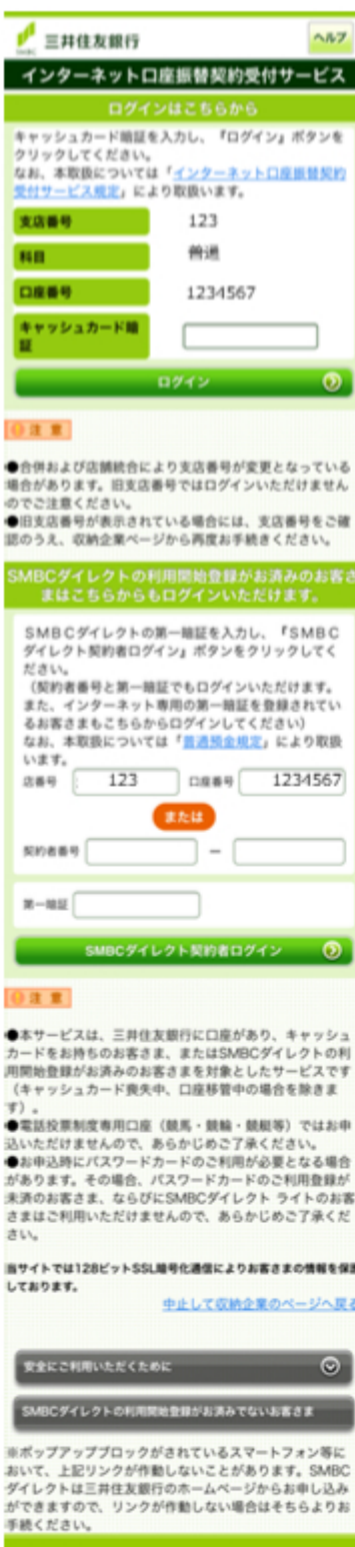 SMBC
三井住友銀行
ヘルプ
インターネット口座振替契約受付サービス
ログインはこちらから
キャッシュカード暗証を入力し、『ログイン』ボタンを
クリックしてください。
なお、本取扱については「インターネット口座振替契約
受付サービス規定」により取扱います。
支店番号 123
科目 普通
口座番号 1234567
キャッシュカード暗
証
ログイン
注 意
●合併および店舗統合により支店番号が変更となっている
場合があります。旧支店番号ではログインいただけません
のでご注意ください。
●旧支店番号が表示されている場合には、支店番号をご確
認のうえ、収納企業ページから再度お手続きください。
SMBCダイレクトの利用開始登録がお済みのお客さ
まはこちらからもログインいただけます。
SMBCダイレクトの第一暗証を入力し、『SMBC
ダイレクト契約者ログイン』ボタンをクリックしてく
ださい。
(契約者番号と第一暗証でもログインいただけます。
また、インターネット専用の第一暗証を登録されてい
るお客さまもこちらからログインしてください)
なお、本取扱については「普通預金規定」により取扱
います。
店番号 123 口座番号 1234567
または
契約者番号 ー
第一暗証
SMBCダイレクト契約者ログイン
注 意
●本サービスは、三井住友銀行に口座があり、キャッシュ
カードをお持ちのお客さま、またはSMBCダイレクトの利
用開始登録がお済みのお客さまを対象としたサービスです
(キャッシュカード喪失中、口座移管中の場合を除きま
す)。
●電話投票制度専用口座(競馬・競輪・競艇等)ではお申
込いただけませんので、あらかじめご了承ください。
●お申込時にパスワードカードのご利用が必要となる場合
があります。その場合、パスワードカードのご利用登録が
未済のお客さま、ならびにSMBCダイレクト ライトのお客
さまはご利用いただけませんので、あらかじめご了承くだ
さい。
当サイトでは128ビットSSL暗号化通信によりお客さまの情報を保護
しております。
中止して収納企業のページへ戻る
安全にご利用いただくために
SMBCダイレクトの利用開始登録がお済みでないお客さま
※ポップアップブロックがされているスマートフォン等に
おいて、上記リンクが作動しないことがあります。SMBC
ダイレクトは三井住友銀行のホームページからお申し込み
ができますので、リンクが作動しない場合はそちらよりお
手続ください。